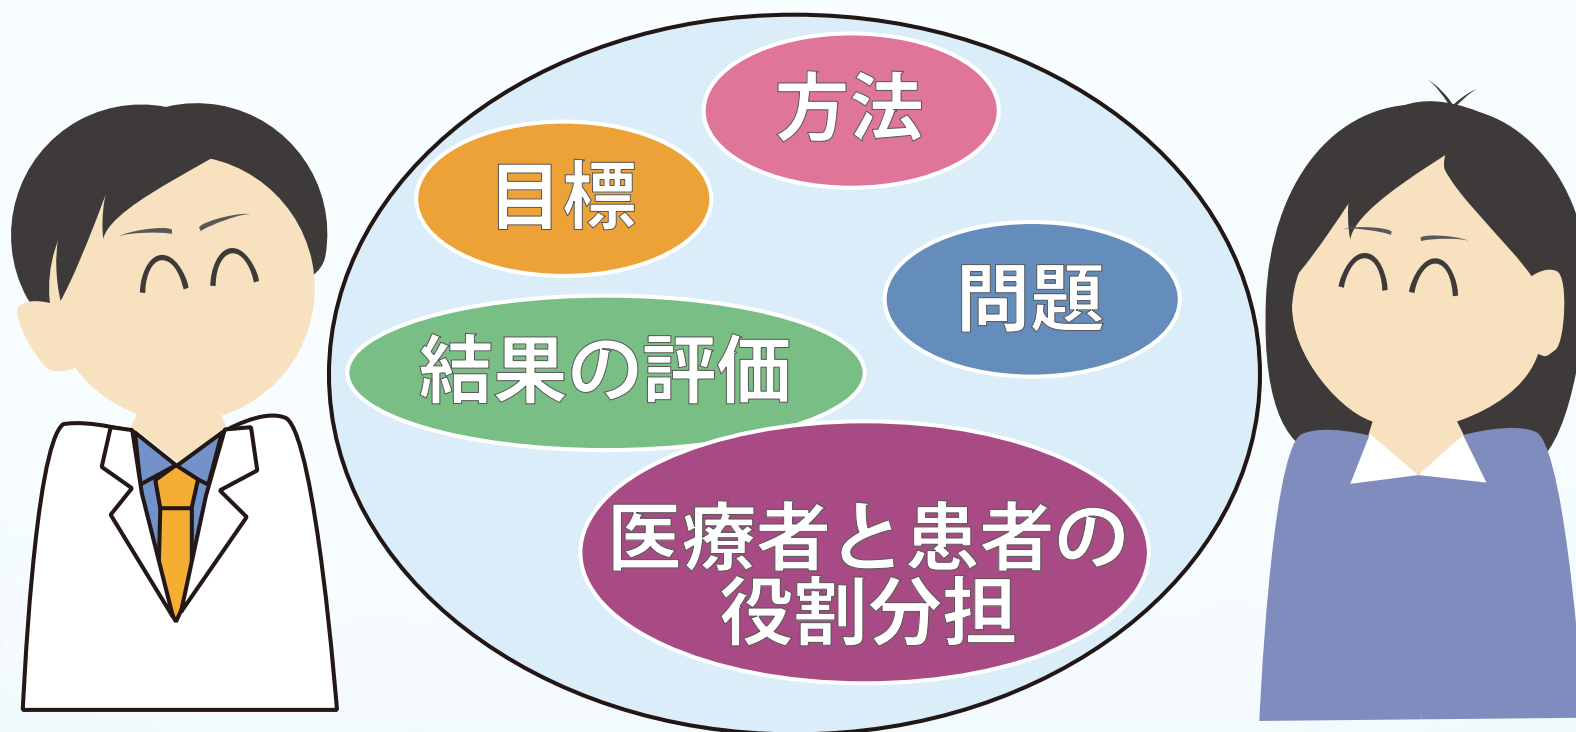 方法
目標
問題
結果の評価
医療者と患者の
役割分担